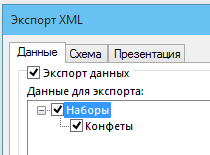 Экспорт XML
Данные Схема Презентация
Экспорт данных
Данные для экспорта:
Наборы
Конфеты